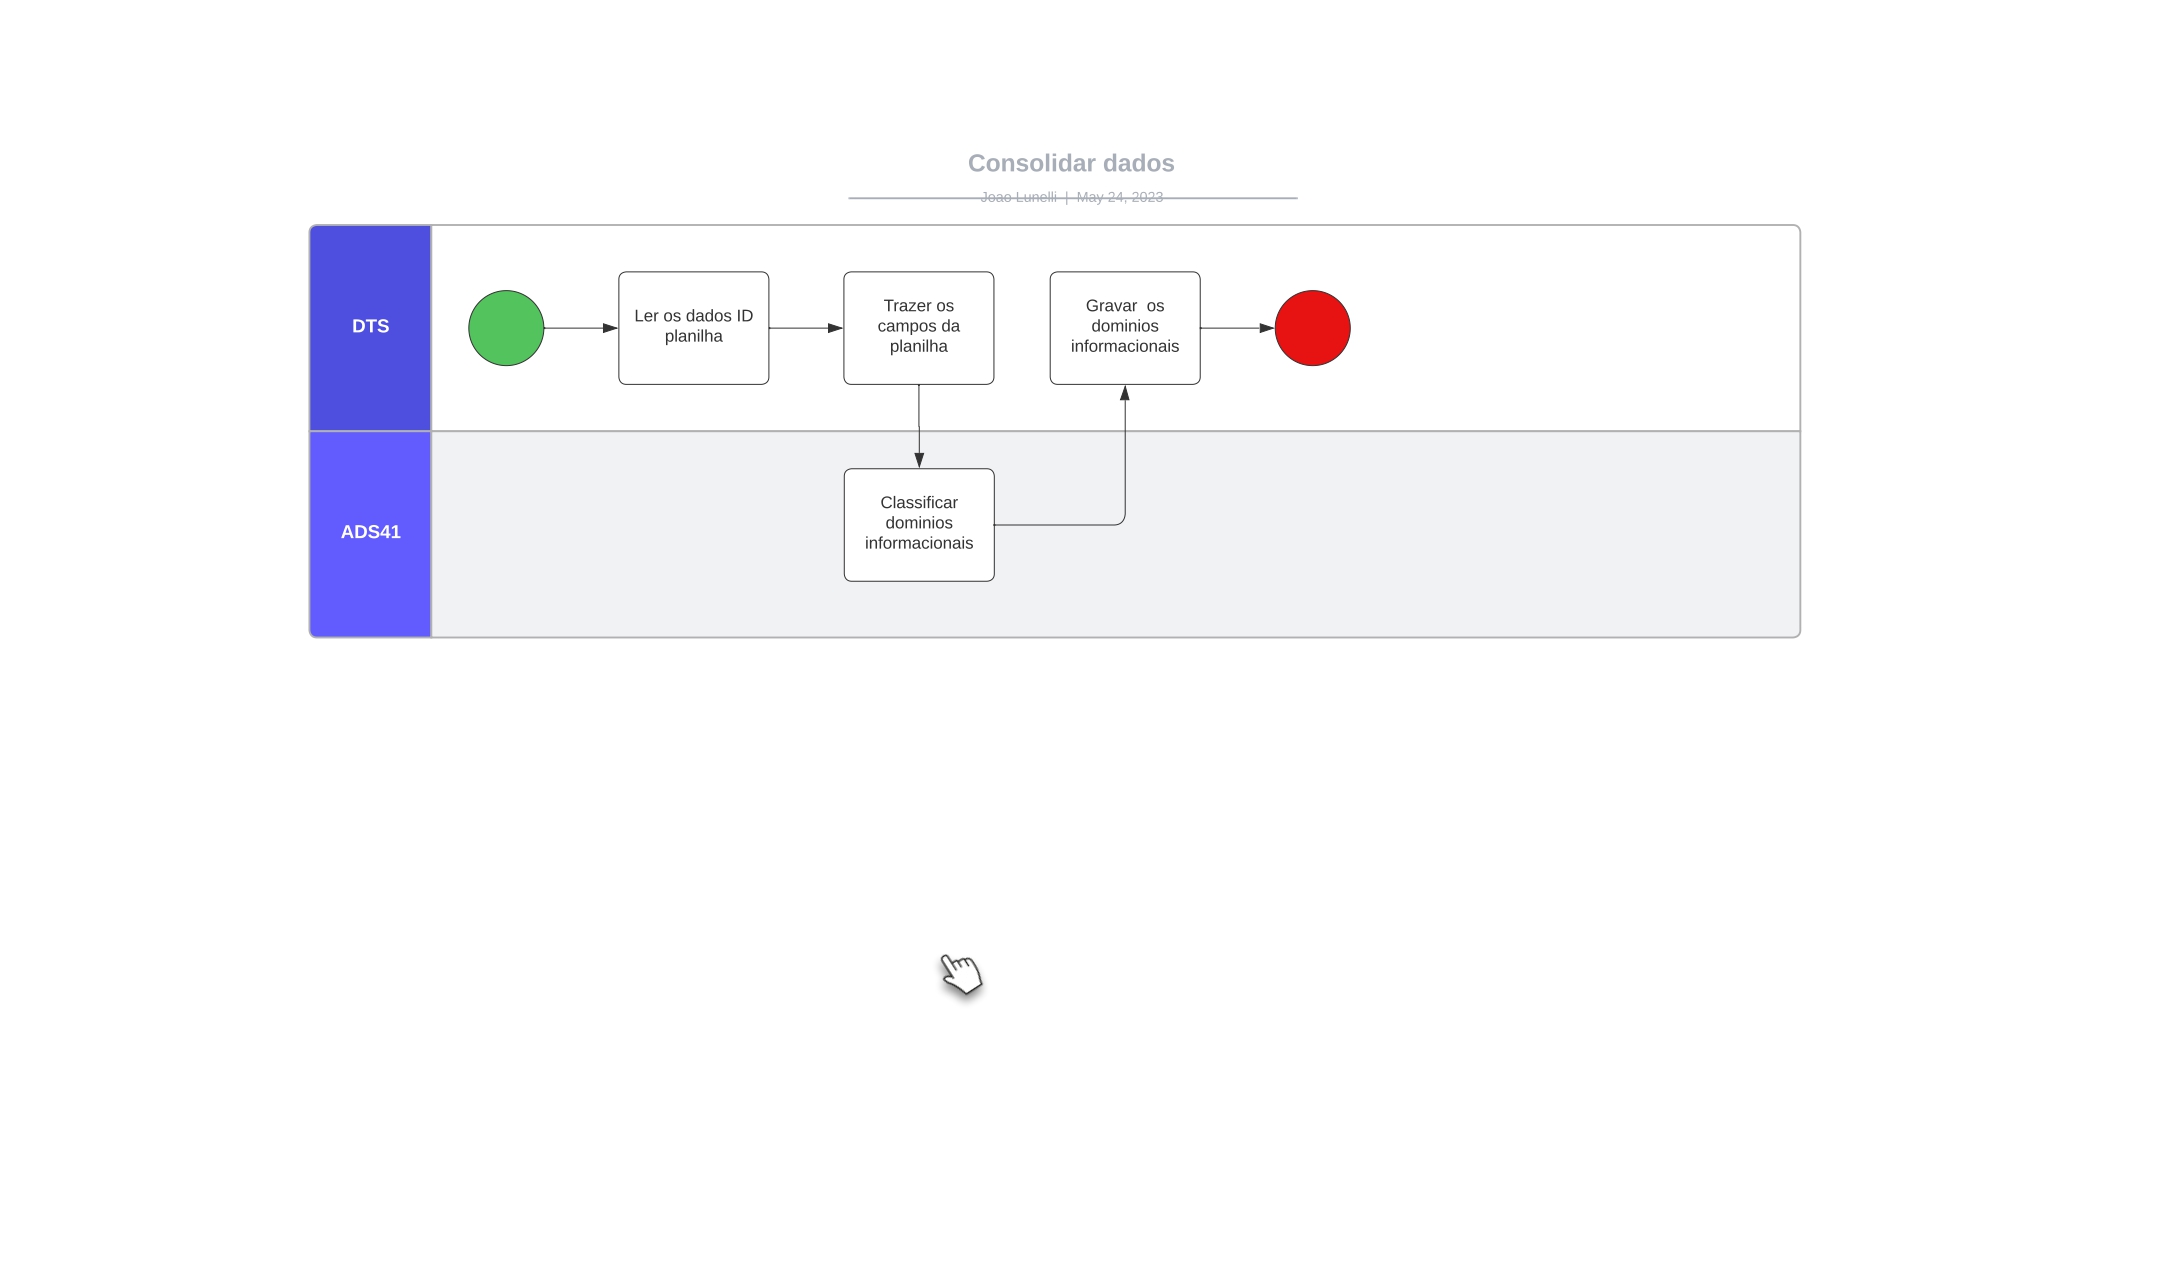 Consolidar dados
Joao Lunelli | May 24, 2023
DTS
Ler os dados ID
planilha
Trazer os
campos da
planilha
Gravar  os
dominios
informacionais
ADS41
Classificar
dominios
informacionais